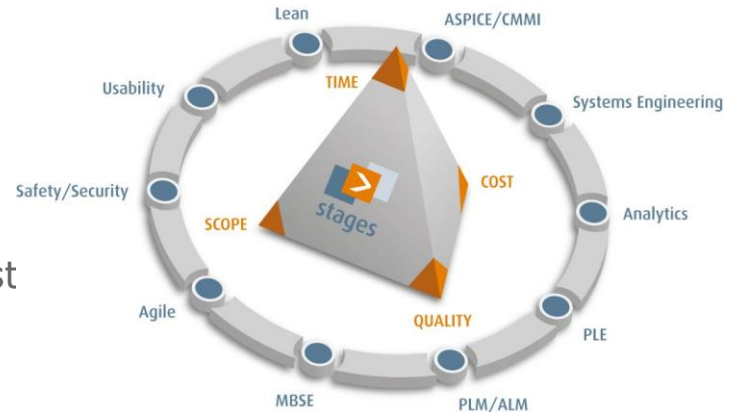 Lean
ASPICE/CMMI
Usability
TIME
Systems Engineering
Safety/Security
COST
SCOPE
stages
Analytics
st
Agile
QUALITY
PLE
MBSE
PLM/ALM